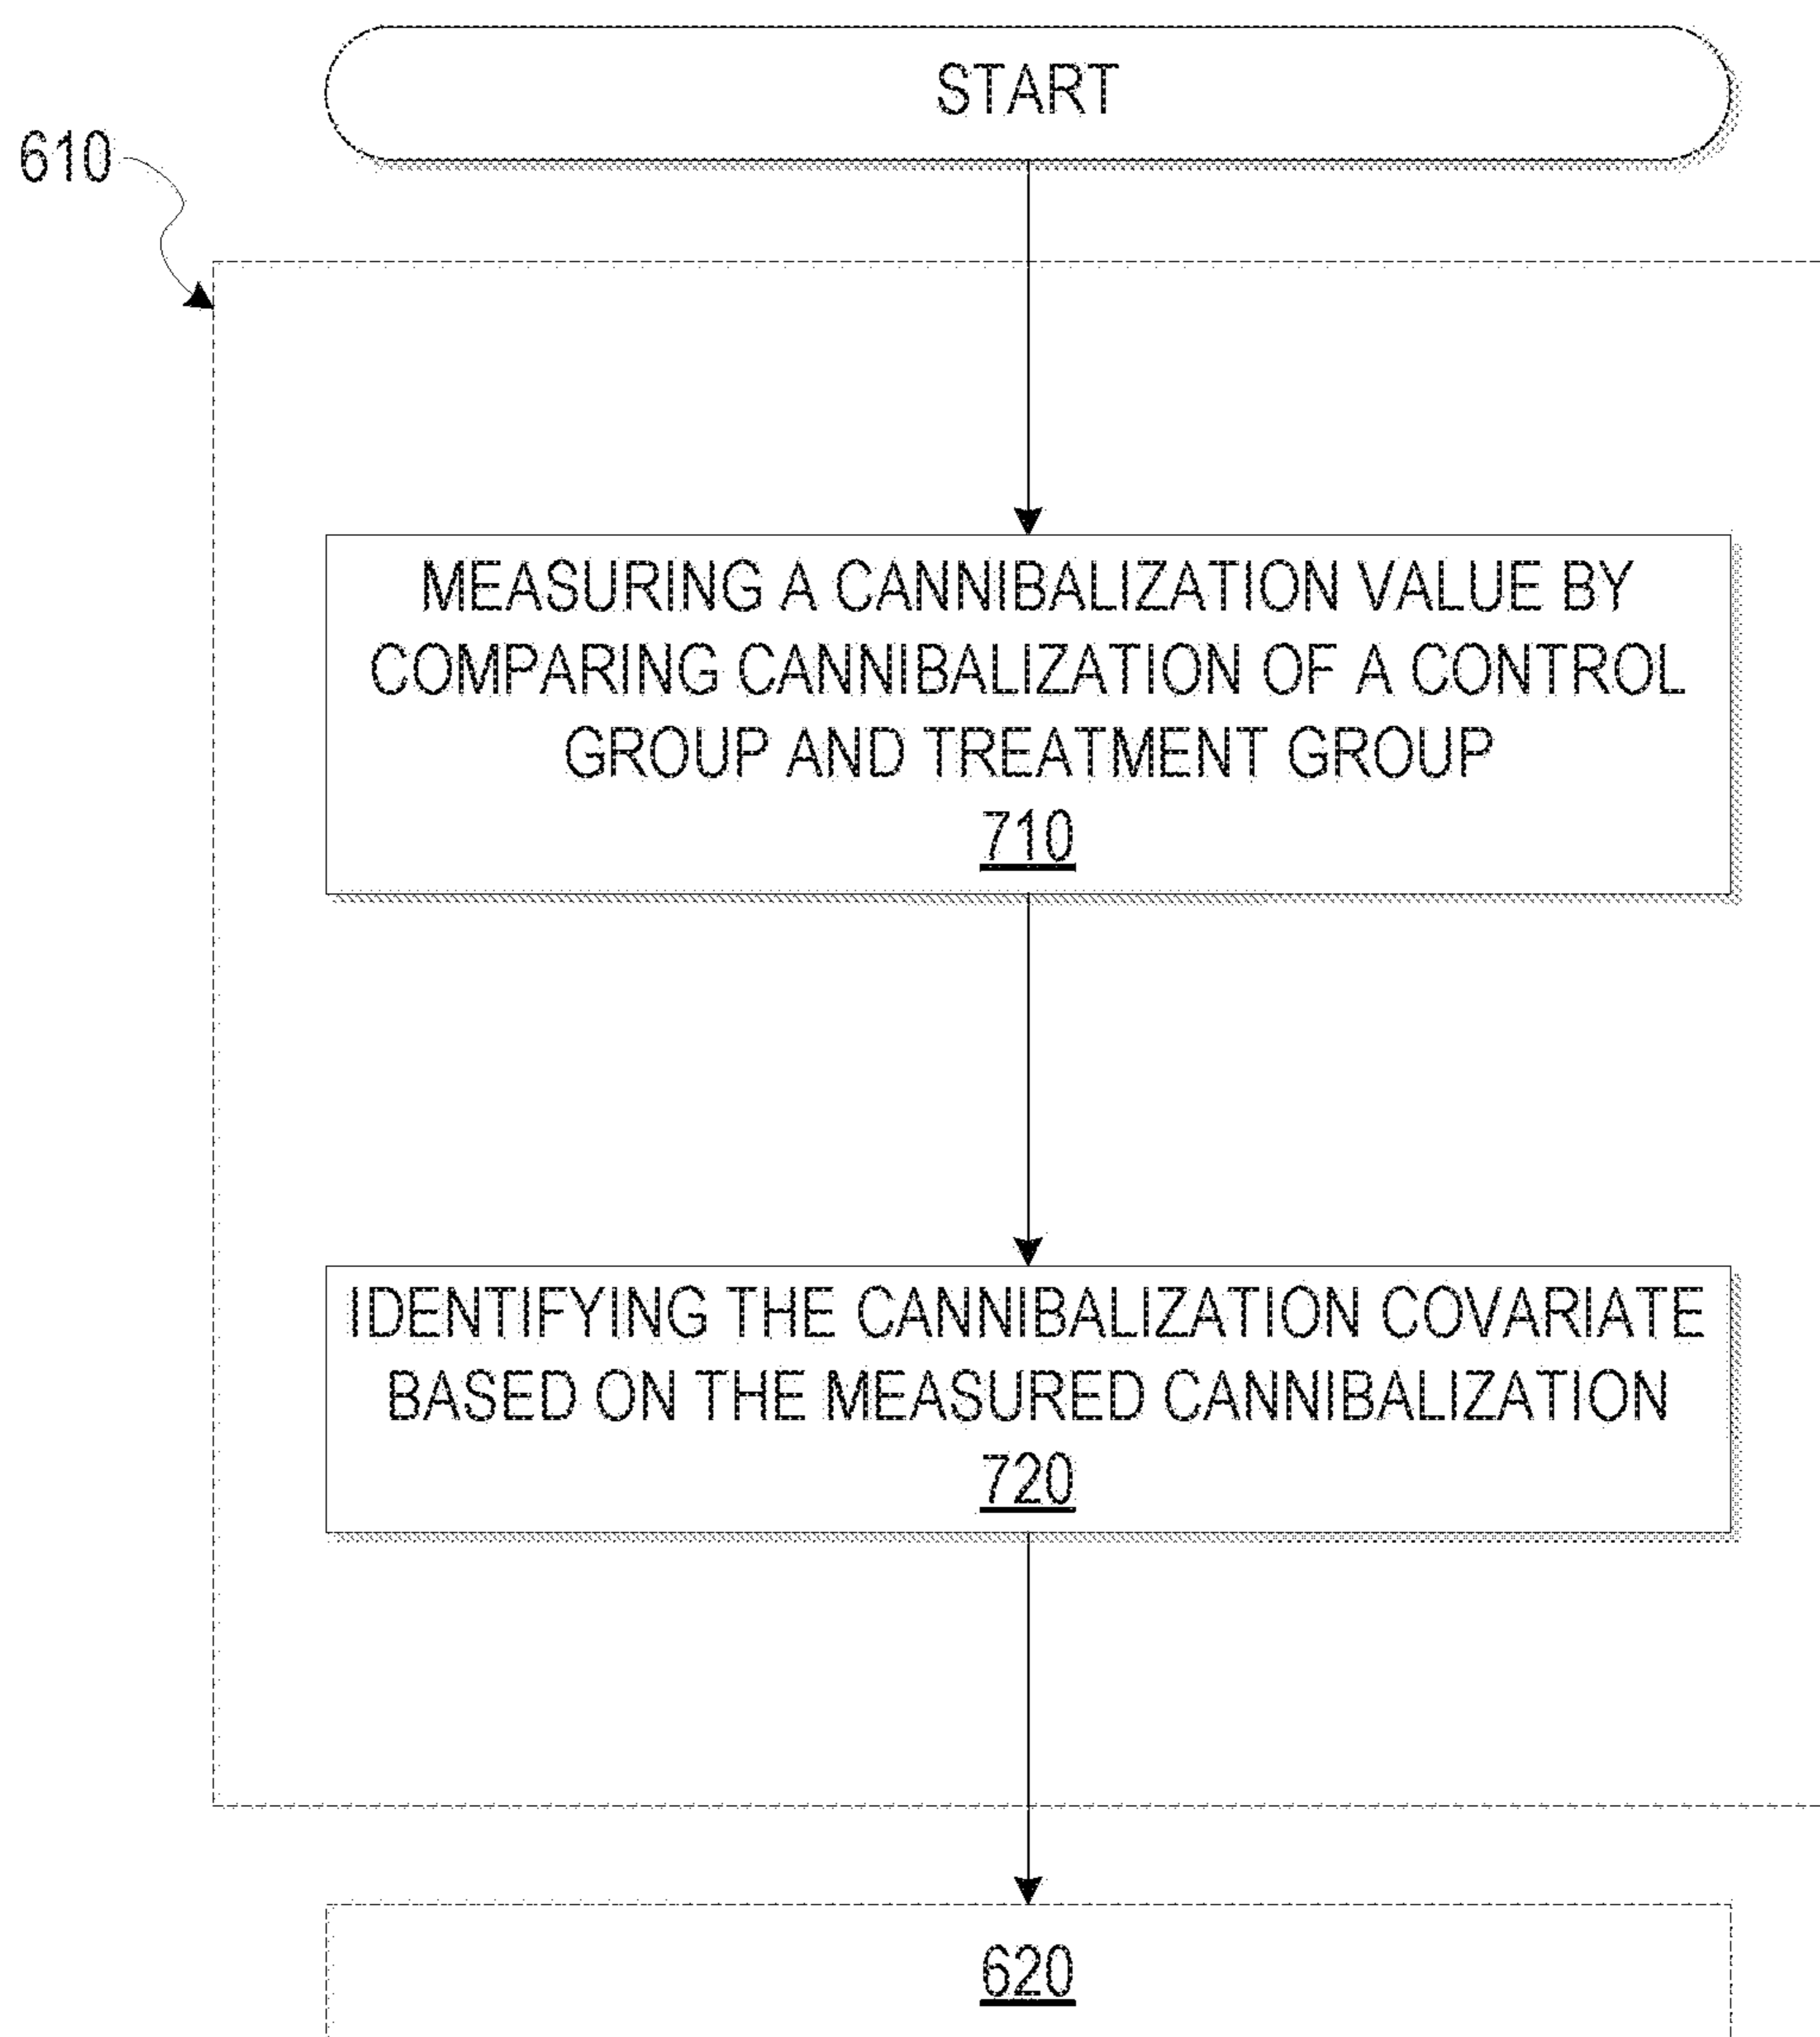 START
610
MEASURING A CANNIBALIZATION VALUE BY
COMPARING CANNIBALIZATION OF A CONTROL
GROUP AND TREATMENT GROUP
710
IDENTIFYING THE CANNIBALIZATION COVARIATE
BASED ON THE MEASURED CANNIBALIZATION
720
620